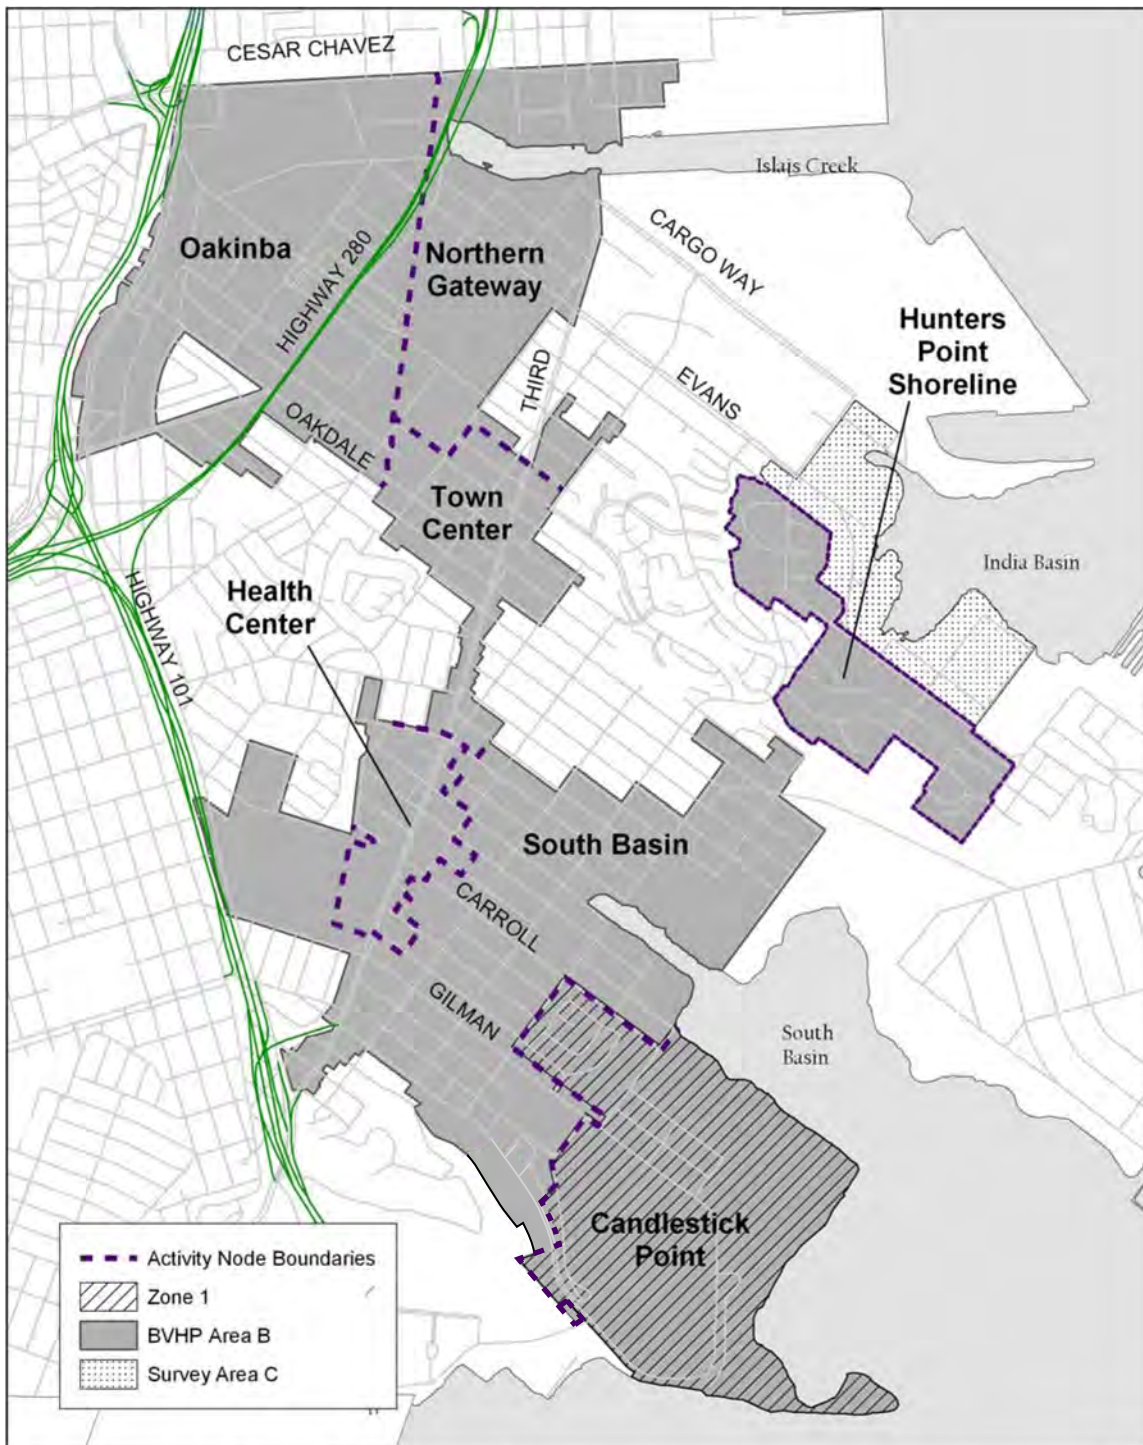 CESAR CHAVEZ
Islais Creek
CARGO WAY
Oakinba
HIGHWAY 280
Northern
Gateway
Hunters
Point
Shoreline
THIRD
EVANS
OAKDALE
Town
Center
India Basin
HIGHWAY 101
Health
Center
South Basin
CARROLL
GILMAN
South
Basin
Candlestick
Point
Activity Node Boundaries
Zone 1
BVHP Area B
Survey Area C